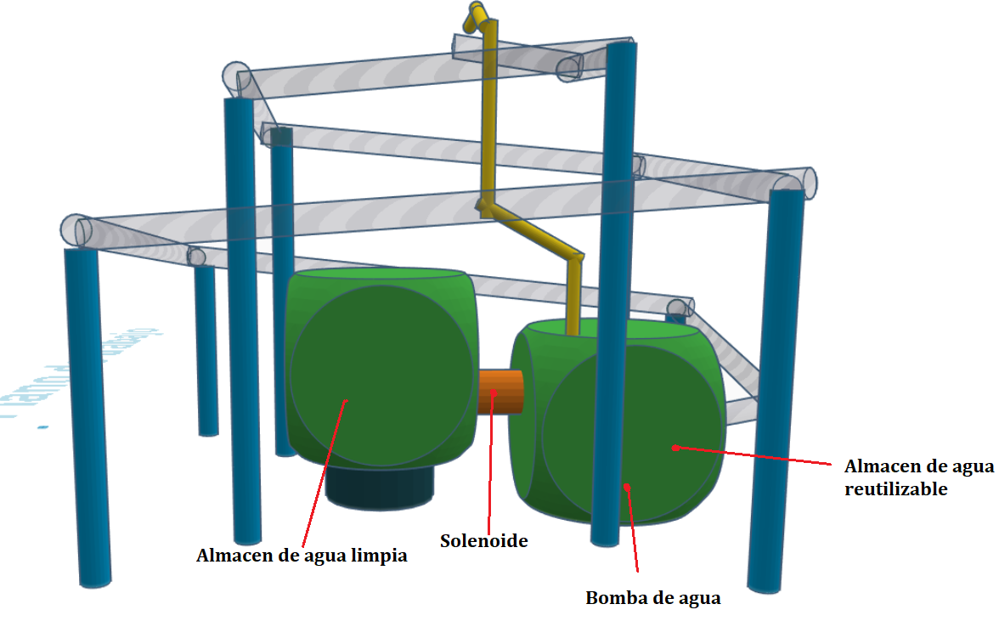 Almacen de agua
reutilizable
Solenoide
Almacen de agua limpia
Bomba de agua